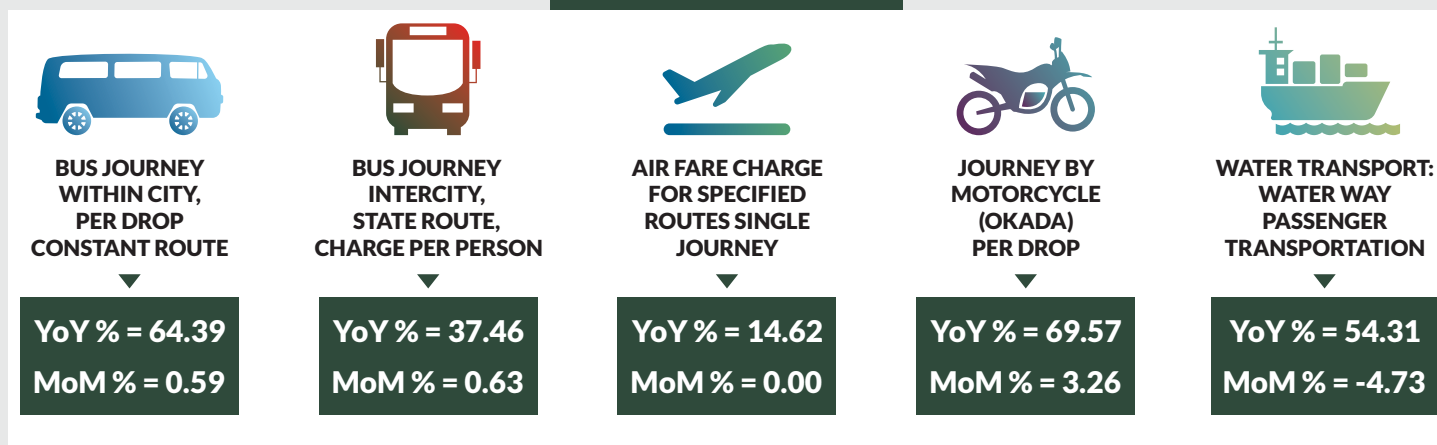 BUS JOURNEY
WITHIN CITY,
PER DROP
CONSTANT ROUTE
YoY % = 64.39
MoM % = 0.59
BUS JOURNEY
INTERCITY,
STATE ROUTE,
CHARGE PER PERSON
YoY % = 37.46
MoM % = 0.63
AIR FARE CHARGE
FOR SPECIFIED
ROUTES SINGLE
JOURNEY
YoY % = 14.62
MoM % = 0.00
JOURNEY BY
MOTORCYCLE
(OKADA)
PER DROP
YoY % = 69.57
MoM % = 3.26
WATER TRANSPORT:
WATER WAY
PASSENGER
TRANSPORTATION
YoY % = 54.31
MoM % = -4.73